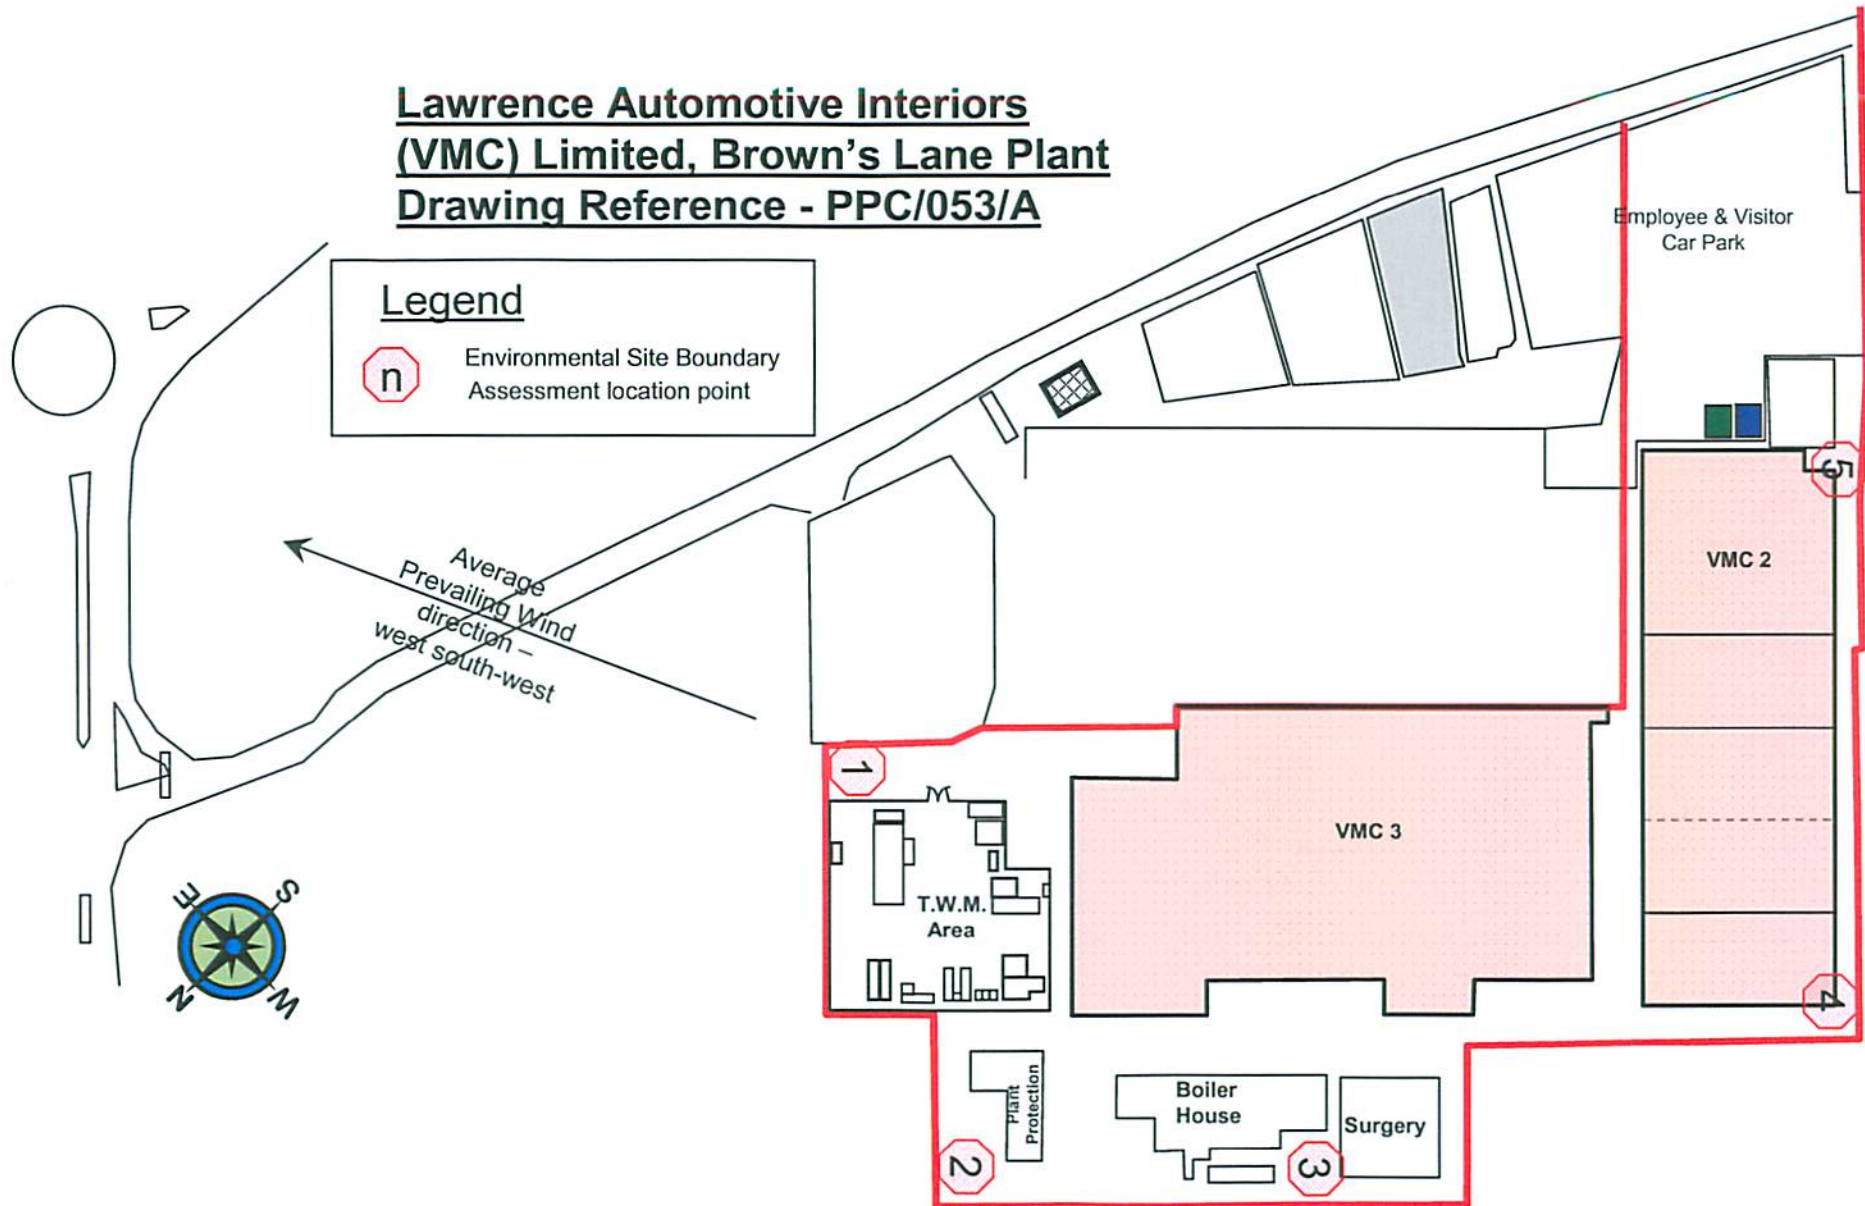 Lawrence Automotive Interiors
(VMC) Limited, Brown's Lane Plant
Drawing Reference - PPC/053/A
Legend
n
Environmental Site Boundary
Assessment location point
Employee & Visitor
Car Park
Average
Prevailing Wind
direction –
west south-west
5
VMC 2
1
VMC 3
T.W.M.
Area
E
S
N
W
4
Plant
Protection
Boiler
House
Surgery
2
3